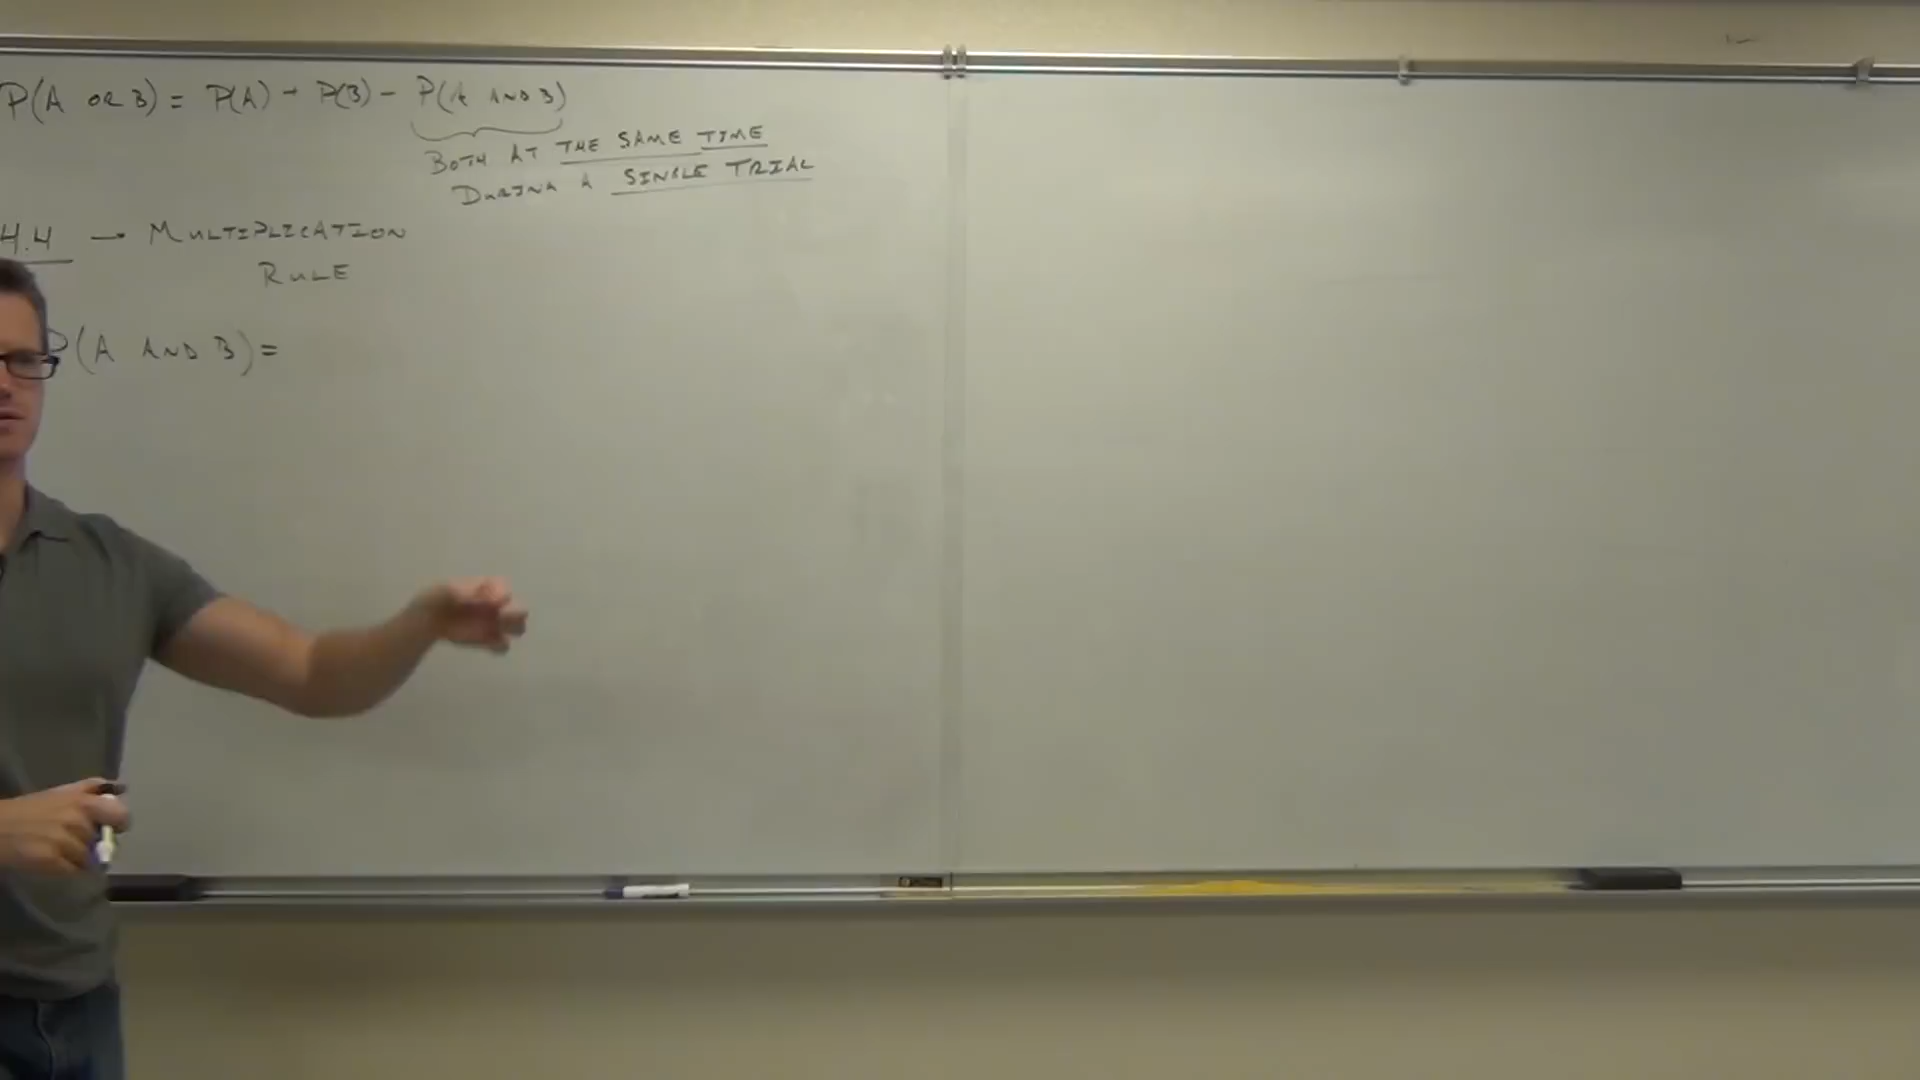 P(A OR B) = P(A) + P(B) - P(A AND B)
BOTH AT THE SAME TIME
DURING A SINGLE TRIAL
4.4 → MULTIPLICATION
RULE
P(A AND B) =